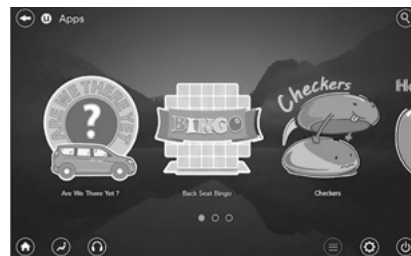 Apps
ARE WE THERE YET
?
BINGO
Checkers
Are We There Yet ?
Back Seat Bingo
Checkers